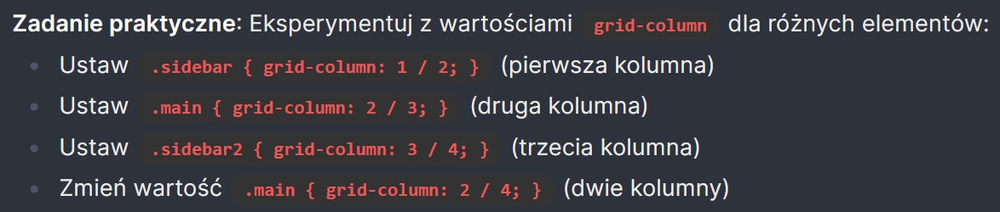 Zadanie praktyczne: Eksperymentuj z wartościami grid-column dla różnych elementów:
• Ustaw .sidebar { grid-column: 1 / 2; } (pierwsza kolumna)
• Ustaw .main { grid-column: 2 / 3; } (druga kolumna)
• Ustaw .sidebar2 { grid-column: 3 / 4; } (trzecia kolumna)
• Zmień wartość .main { grid-column: 2 / 4; } (dwie kolumny)